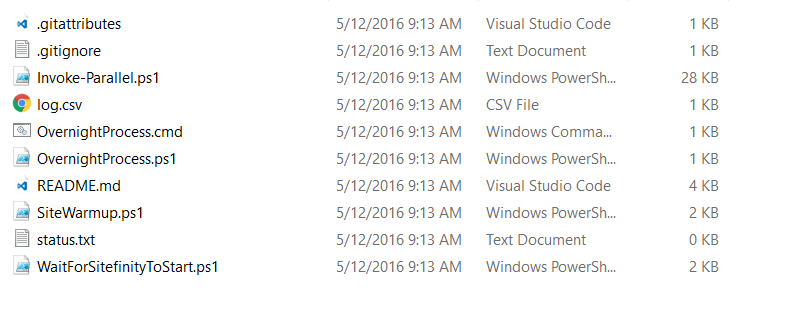 .gitattributes 5/12/2016 9:13 AM Visual Studio Code 1 KB
.gitignore 5/12/2016 9:13 AM Text Document 1 KB
Invoke-Parallel.ps1 5/12/2016 9:13 AM Windows PowerSh... 28 KB
log.csv 5/12/2016 9:13 AM CSV File 1 KB
OvernightProcess.cmd 5/12/2016 9:13 AM Windows Comma... 1 KB
OvernightProcess.ps1 5/12/2016 9:13 AM Windows PowerSh... 1 KB
README.md 5/12/2016 9:13 AM Visual Studio Code 4 KB
SiteWarmup.ps1 5/12/2016 9:13 AM Windows PowerSh... 2 KB
status.txt 5/12/2016 9:13 AM Text Document 0 KB
WaitForSitefinityToStart.ps1 5/12/2016 9:13 AM Windows PowerSh... 2 KB